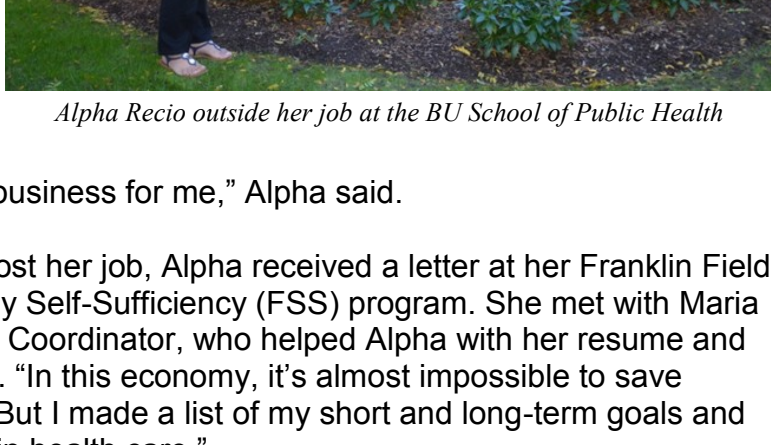 Alpha Recio outside her job at the BU School of Public Health
business for me,” Alpha said.
ost her job, Alpha received a letter at her Franklin Field
y Self-Sufficiency (FSS) program. She met with Maria
Coordinator, who helped Alpha with her resume and
. “In this economy, it’s almost impossible to save
But I made a list of my short and long-term goals and
in health care.”